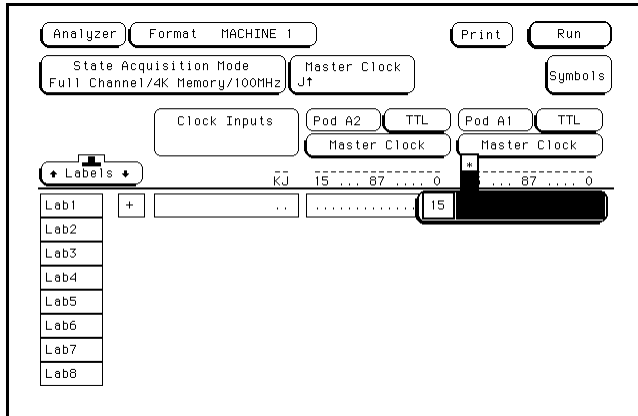 Analyzer Format MACHINE 1 Print Run
State Acquisition Mode
Full Channel/4K Memory/100MHz
Master Clock
J↑
Symbols
Clock Inputs
Pod A2 TTL Pod A1 TTL
Master Clock Master Clock
*
↑ Labels ↓
KJ 15 ... 87 .... 0 ... 87 .... 0
Lab1 + .. ............. 15
Lab2
Lab3
Lab4
Lab5
Lab6
Lab7
Lab8